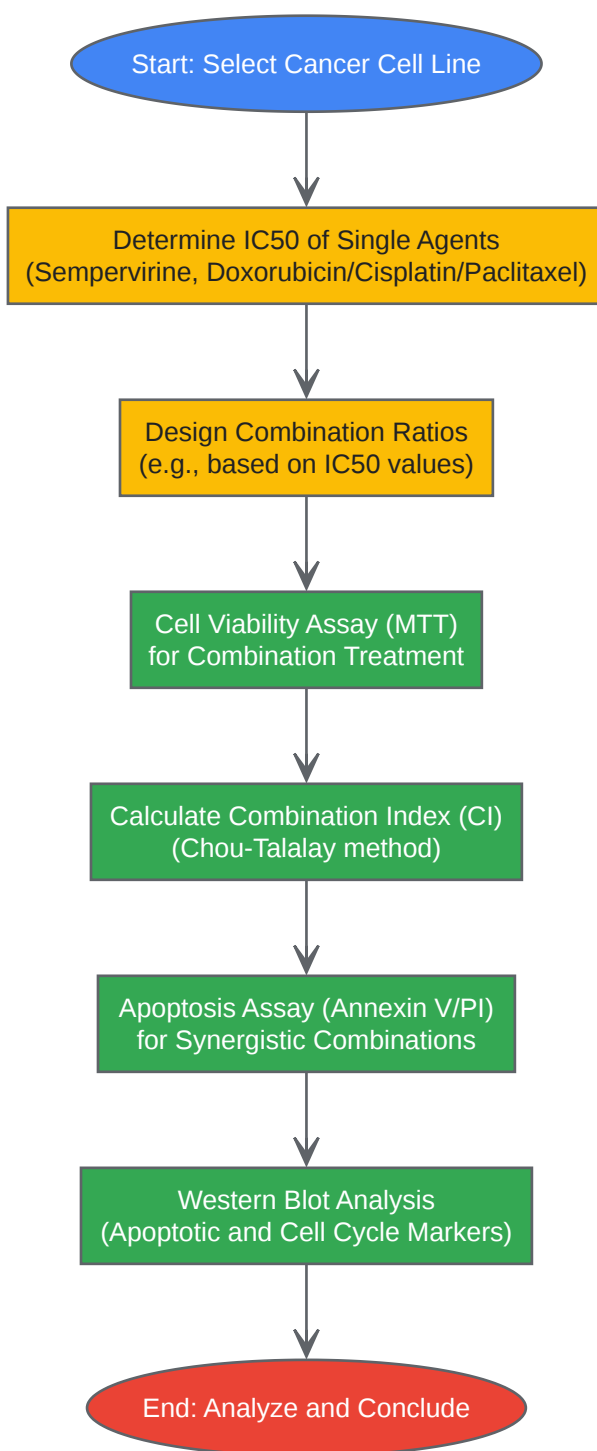 Start: Select Cancer Cell Line
Determine IC50 of Single Agents
(Sempervirine, Doxorubicin/Cisplatin/Paclitaxel)
Design Combination Ratios
(e.g., based on IC50 values)
Cell Viability Assay (MTT)
for Combination Treatment
Calculate Combination Index (CI)
(Chou-Talalay method)
Apoptosis Assay (Annexin V/PI)
for Synergistic Combinations
Western Blot Analysis
(Apoptotic and Cell Cycle Markers)
End: Analyze and Conclude